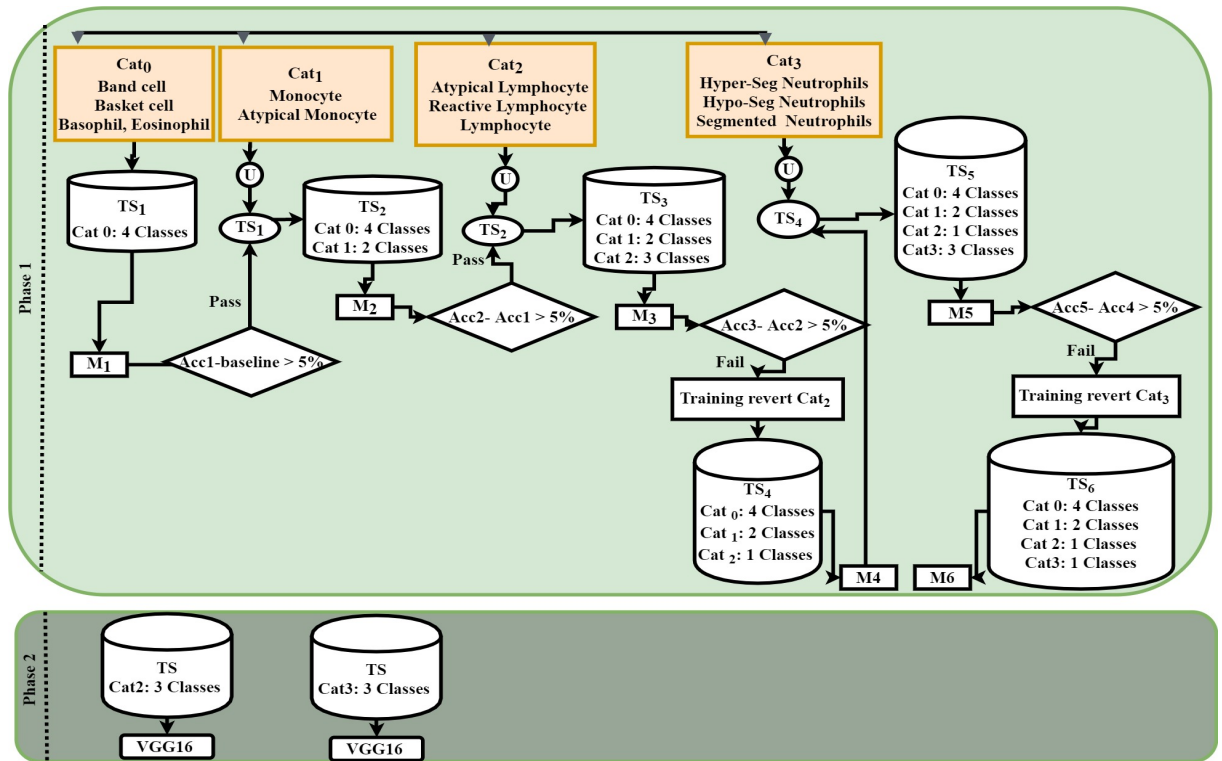 Phase 1
Cat0
Band cell
Basket cell
Basophil, Eosinophil
Cat1
Monocyte
Atypical Monocyte
Cat2
Atypical Lymphocyte
Reactive Lymphocyte
Lymphocyte
Cat3
Hyper-Seg Neutrophils
Hypo-Seg Neutrophils
Segmented Neutrophils
U
U
U
TS1
Cat 0: 4 Classes
TS1
TS2
Cat 0: 4 Classes
Cat 1: 2 Classes
TS2
TS3
Cat 0: 4 Classes
Cat 1: 2 Classes
Cat 2: 3 Classes
TS4
TS5
Cat 0: 4 Classes
Cat 1: 2 Classes
Cat 2: 1 Classes
Cat3: 3 Classes
Pass
Pass
M1
Acc1-baseline > 5%
M2
Acc2- Acc1 > 5%
M3
Acc3- Acc2 > 5%
M5
Acc5- Acc4 > 5%
Fail
Fail
Training revert Cat2
Training revert Cat3
TS4
Cat 0: 4 Classes
Cat 1: 2 Classes
Cat 2: 1 Classes
M4
TS6
Cat 0: 4 Classes
Cat 1: 2 Classes
Cat 2: 1 Classes
Cat3: 1 Classes
M6
Phase 2
TS
Cat2: 3 Classes
VGG16
TS
Cat3: 3 Classes
VGG16